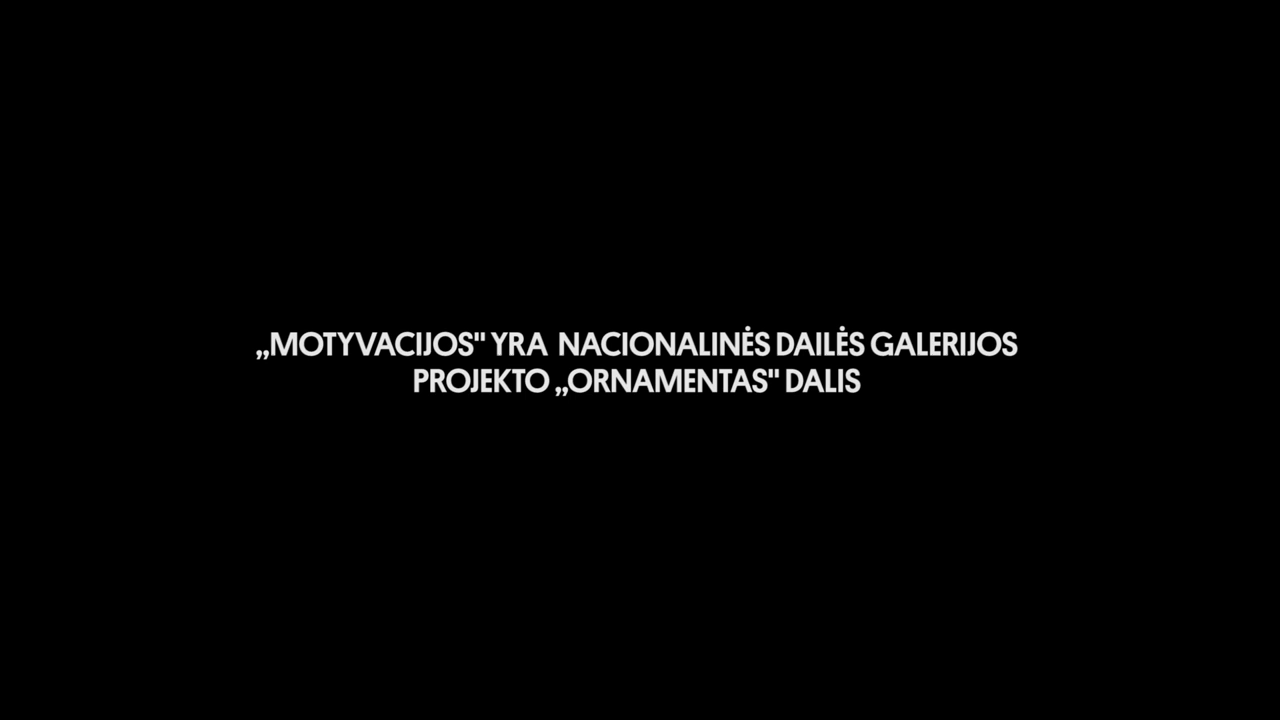 „MOTYVACIJOS" YRA  NACIONALINĖS DAILĖS GALERIJOS
PROJEKTO „ORNAMENTAS" DALIS